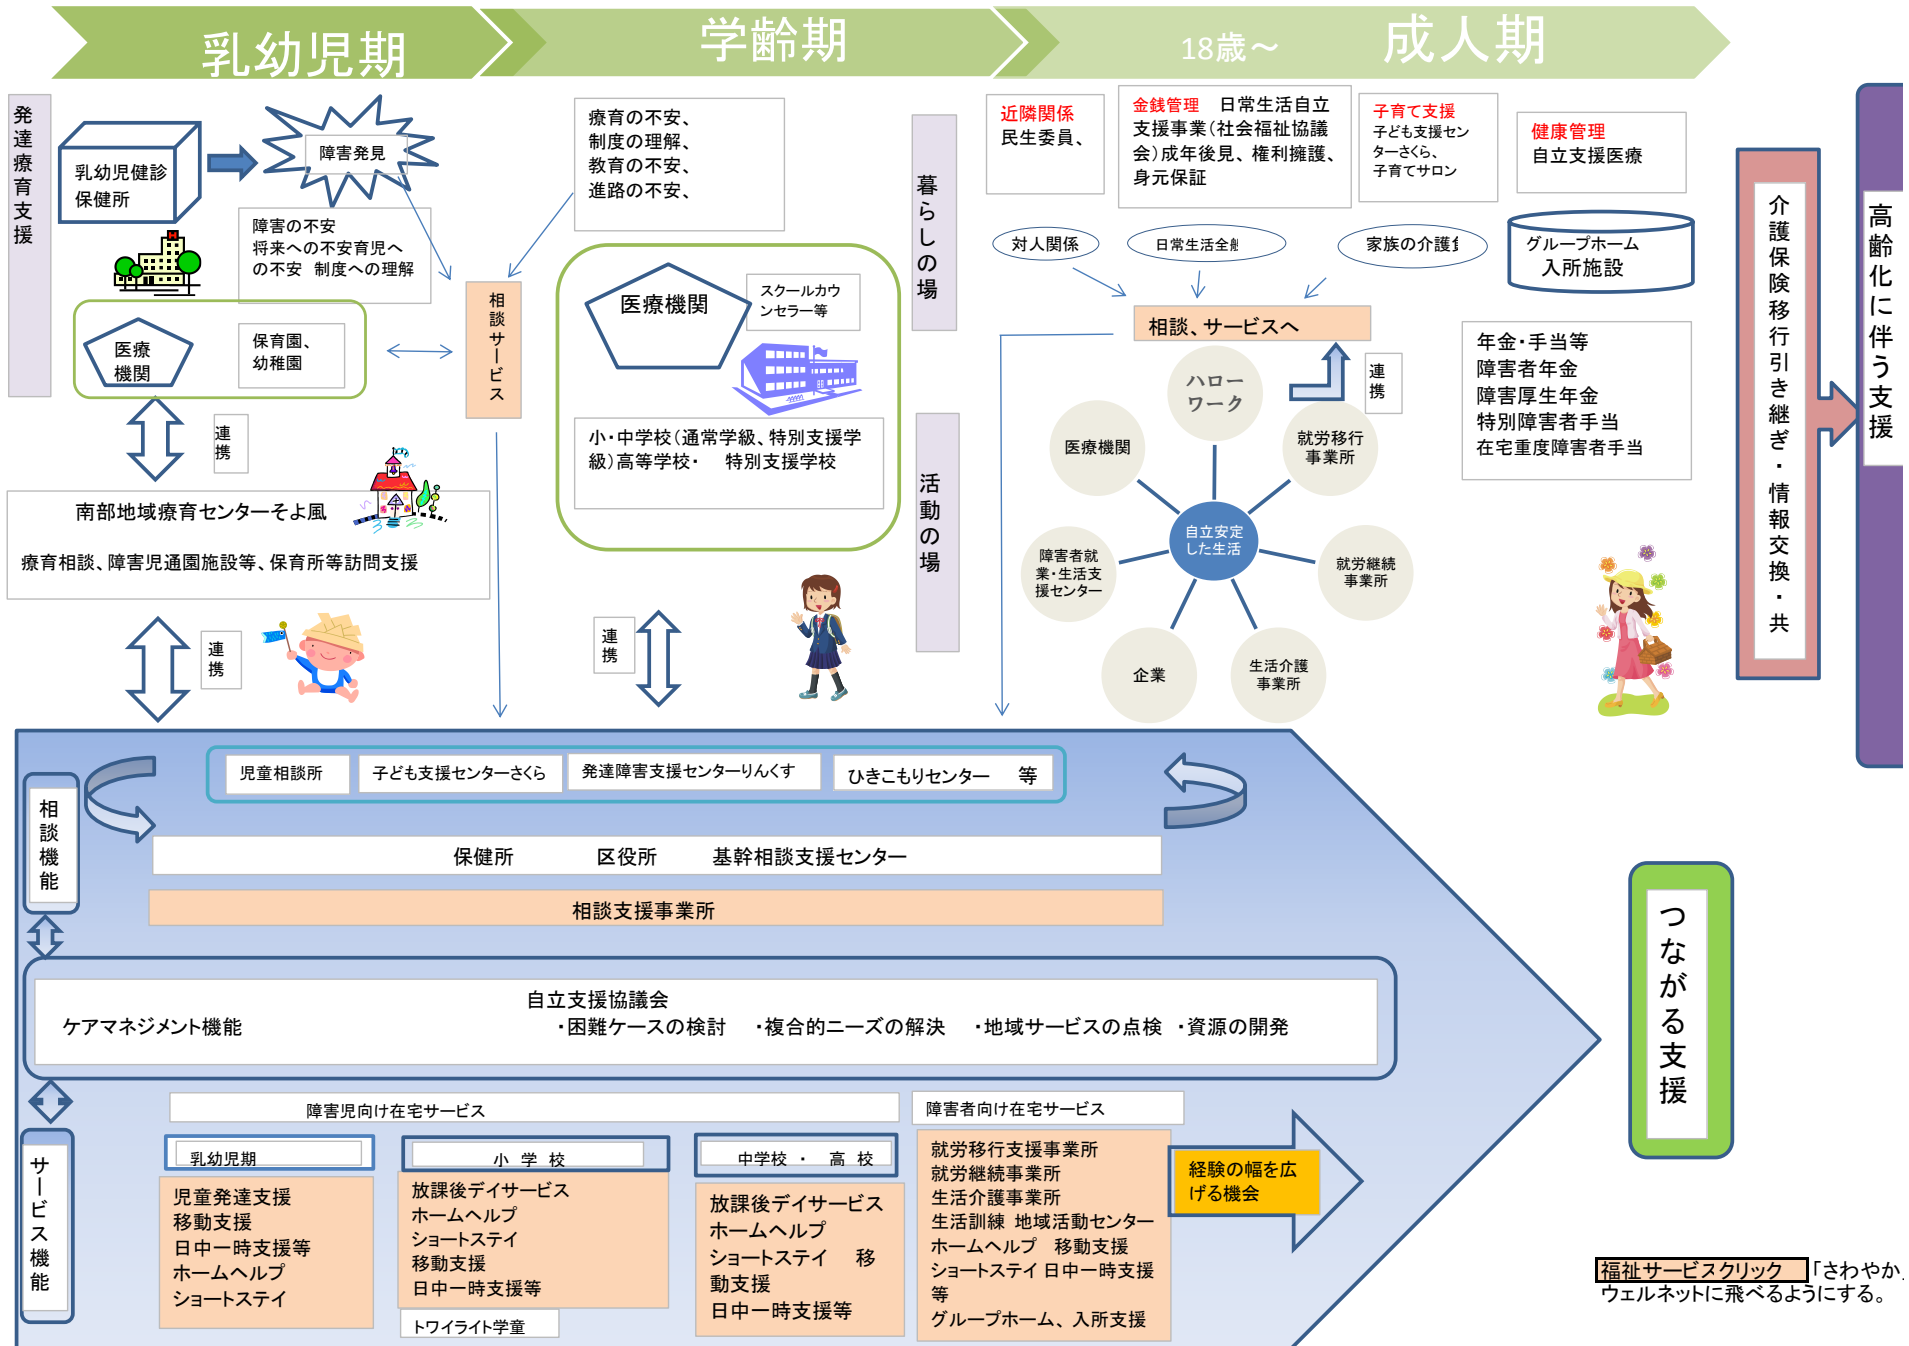 乳幼児期
学齢期
18歳～
成人期
発達療育支援
乳幼児健診
保健所
障害発見
障害の不安
将来への不安育児へ
の不安 制度への理解
医療
機関
保育園、
幼稚園
連携
南部地域療育センターそよ風
療育相談、障害児通園施設等、保育所等訪問支援
連携
相談サービス
療育の不安、
制度の理解、
教育の不安、
進路の不安、
医療機関
スクールカウ
ンセラー等
小・中学校（通常学級、特別支援学
級）高等学校・ 特別支援学校
連携
暮らしの場
活動の場
近隣関係
民生委員、
金銭管理 日常生活自立
支援事業（社会福祉協議
会）成年後見、権利擁護、
身元保証
子育て支援
子ども支援セン
ターさくら、
子育てサロン
健康管理
自立支援医療
対人関係
日常生活全般
家族の介護
グループホーム
入所施設
相談、サービスへ
連携
ハロー
ワーク
就労移行
事業所
就労継続
事業所
生活介護
事業所
企業
障害者就
業・生活支
援センター
医療機関
自立安定
した生活
年金・手当等
障害者年金
障害厚生年金
特別障害者手当
在宅重度障害者手当
介護保険移行引き継ぎ・情報交換・共
高齢化に伴う支援
相談機能
児童相談所
子ども支援センターさくら
発達障害支援センターりんくす
ひきこもりセンター 等
保健所 区役所 基幹相談支援センター
相談支援事業所
自立支援協議会
ケアマネジメント機能 ・困難ケースの検討 ・複合的ニーズの解決 ・地域サービスの点検 ・資源の開発
サービス機能
障害児向け在宅サービス
障害者向け在宅サービス
乳幼児期
児童発達支援
移動支援
日中一時支援等
ホームヘルプ
ショートステイ
小 学 校
放課後デイサービス
ホームヘルプ
ショートステイ
移動支援
日中一時支援等
トワイライト学童
中学校 ・ 高 校
放課後デイサービス
ホームヘルプ
ショートステイ 移
動支援
日中一時支援等
就労移行支援事業所
就労継続事業所
生活介護事業所
生活訓練 地域活動センター
ホームヘルプ 移動支援
ショートステイ 日中一時支援
等
グループホーム、入所支援
経験の幅を広
げる機会
つながる支援
福祉サービスクリック 「さわやか」
ウェルネットに飛べるようにする。